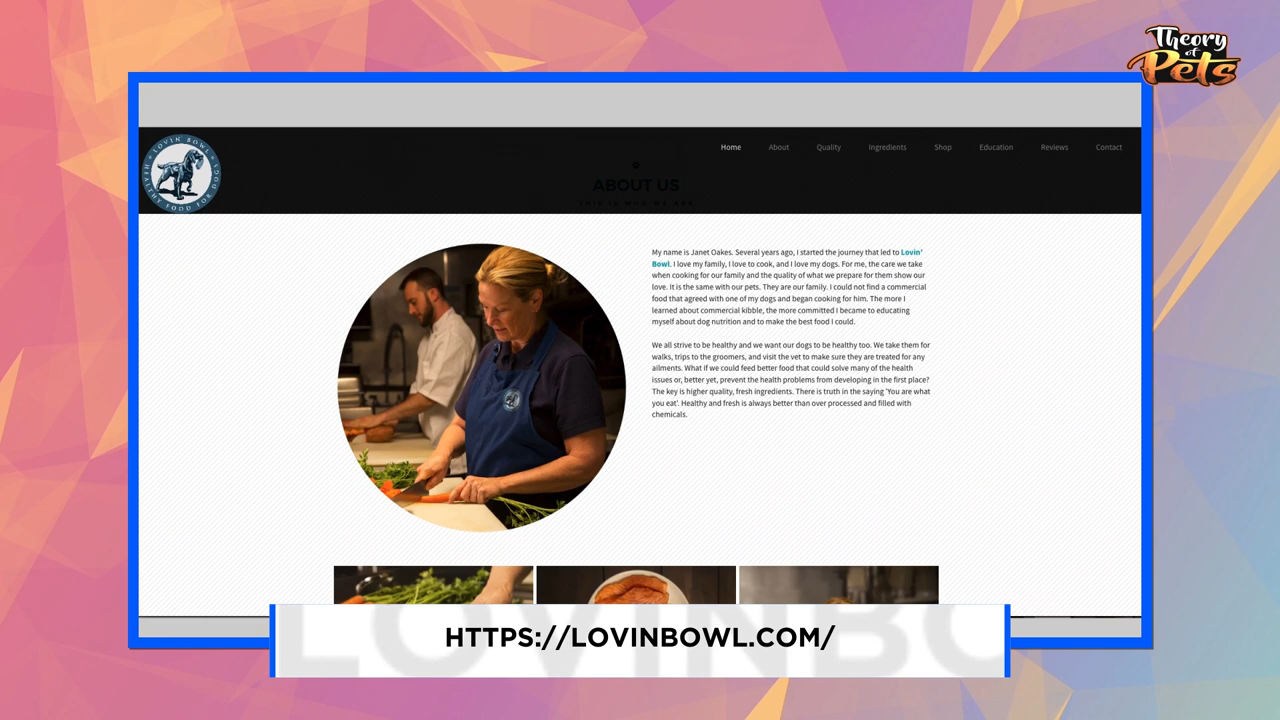 Theory
of
Pets
LOVIN' BOWL
HEALTHY FOOD FOR DOGS
Home About Quality Ingredients Shop Education Reviews Contact
ABOUT US
THIS IS WHO WE ARE
My name is Janet Oakes. Several years ago, I started the journey that led to Lovin'
Bowl. I love my family, I love to cook, and I love my dogs. For me, the care we take
when cooking for our family and the quality of what we prepare for them show our
love. It is the same with our pets. They are our family. I could not find a commercial
food that agreed with one of my dogs and began cooking for him. The more I
learned about commercial kibble, the more committed I became to educating
myself about dog nutrition and to make the best food I could.
We all strive to be healthy and we want our dogs to be healthy too. We take them for
walks, trips to the groomers, and visit the vet to make sure they are treated for any
ailments. What if we could feed better food that could solve many of the health
issues or, better yet, prevent the health problems from developing in the first place?
The key is higher quality, fresh ingredients. There is truth in the saying 'You are what
you eat'. Healthy and fresh is always better than over processed and filled with
chemicals.
LOVINBO
HTTPS://LOVINBOWL.COM/